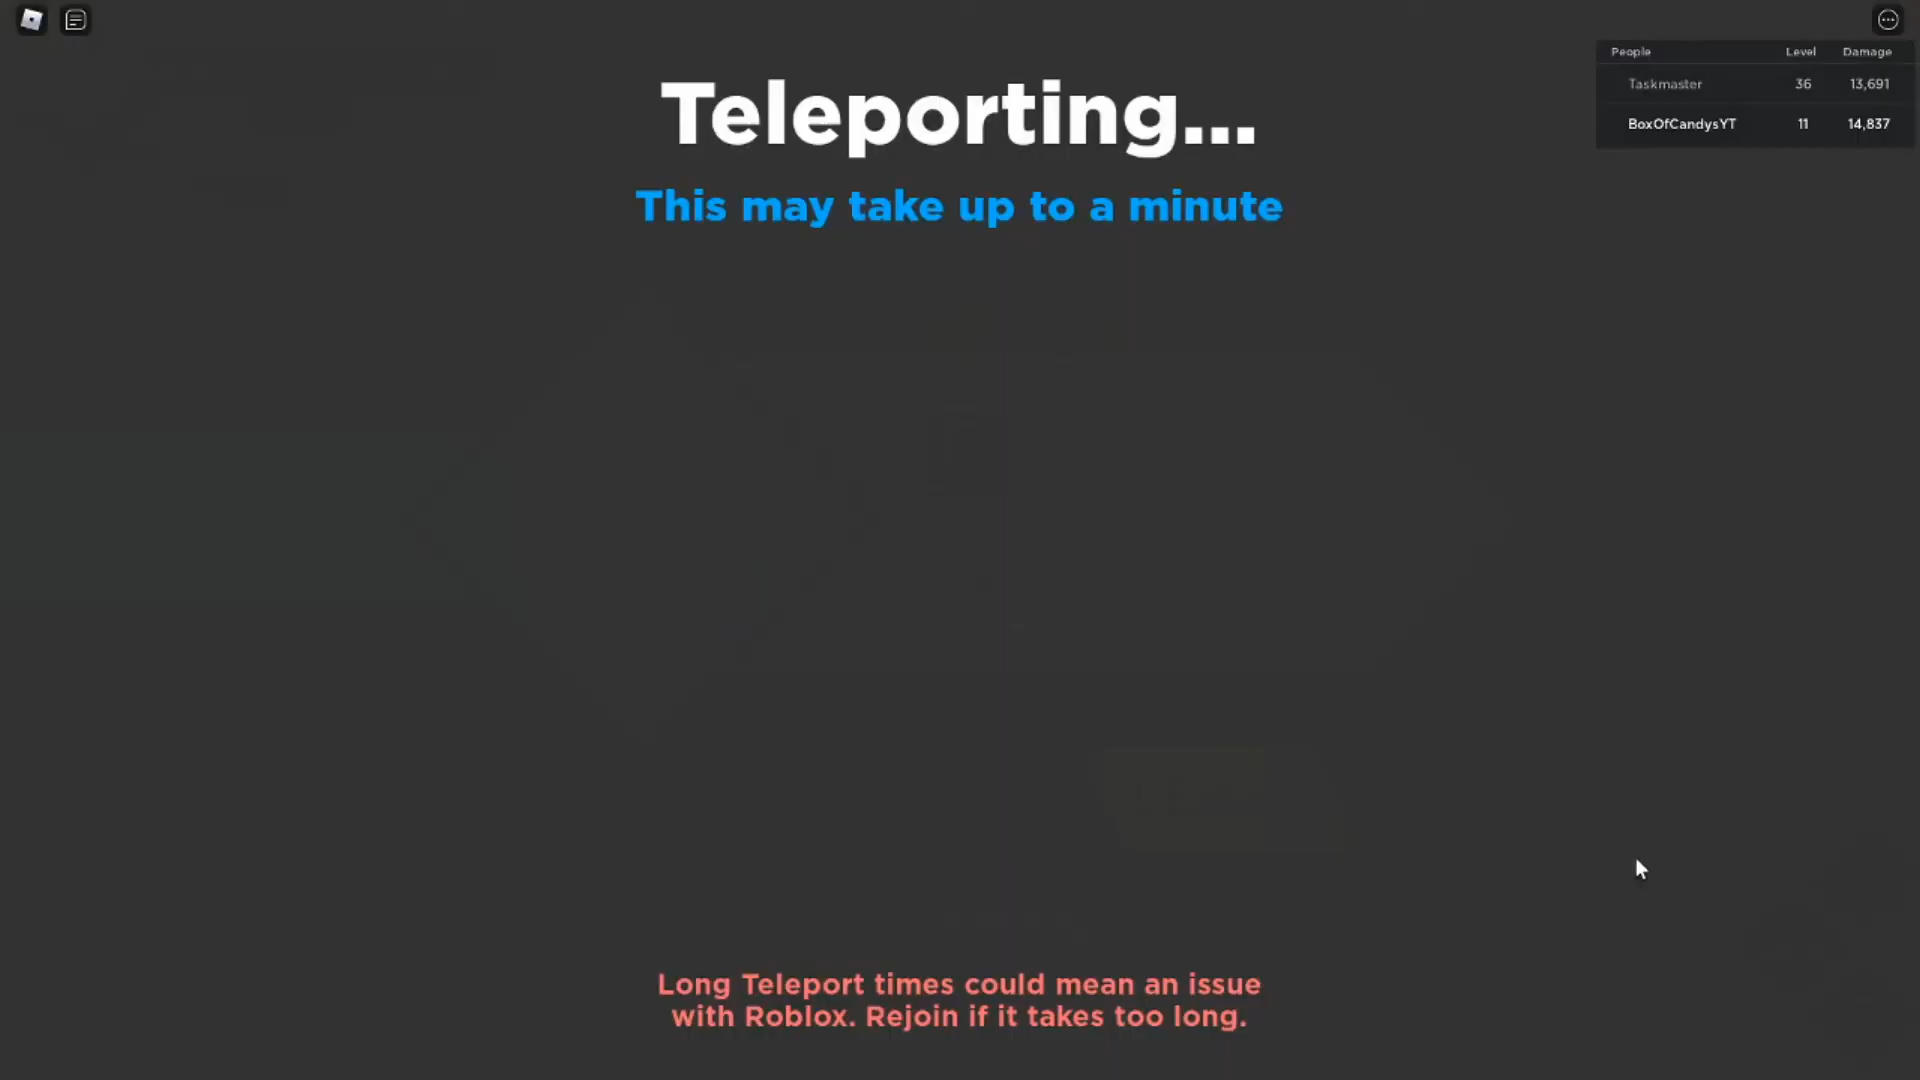 People Level Damage
Taskmaster 36 13,691
BoxOfCandysYT 11 14,837
Teleporting...
This may take up to a minute
Long Teleport times could mean an issue
with Roblox. Rejoin if it takes too long.